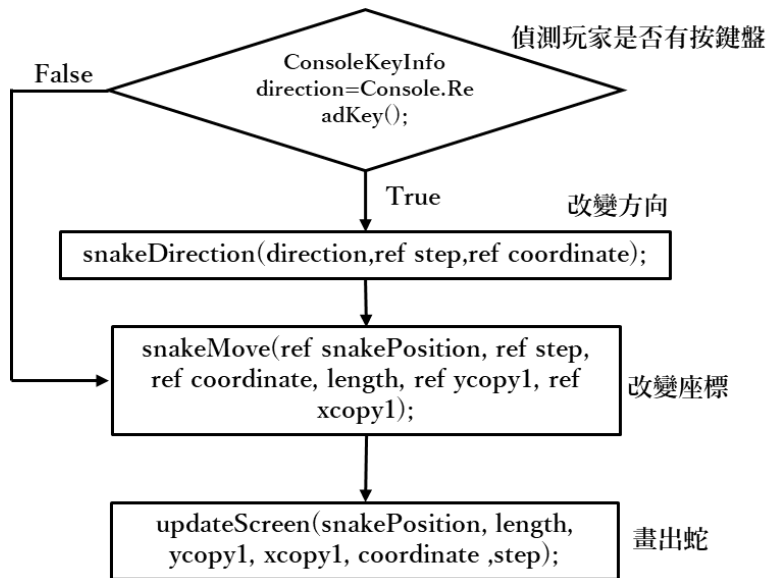 偵測玩家是否有按鍵盤
ConsoleKeyInfo
direction=Console.Re
adKey();
False
True
改變方向
snakeDirection(direction,ref step,ref coordinate);
snakeMove(ref snakePosition, ref step,
ref coordinate, length, ref ycopy1, ref
xcopy1);
改變座標
updateScreen(snakePosition, length,
ycopy1, xcopy1, coordinate ,step);
畫出蛇